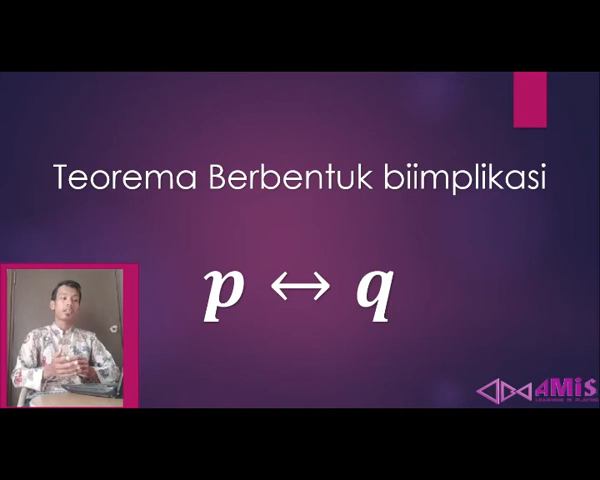 Teorema Berbentuk biimplikasi
p ↔ q
AMiS